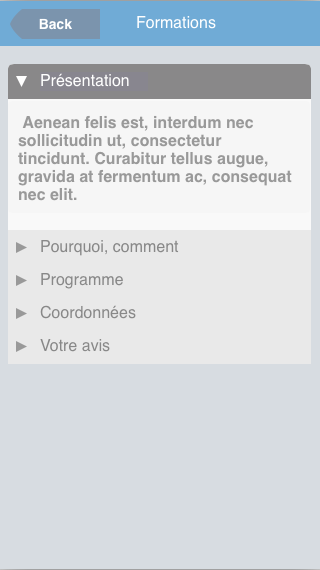 Back
Formations
Présentation
Aenean felis est, interdum nec
sollicitudin ut, consectetur
tincidunt. Curabitur tellus augue,
gravida at fermentum ac, consequat
nec elit.
Pourquoi, comment
Programme
Coordonnées
Votre avis